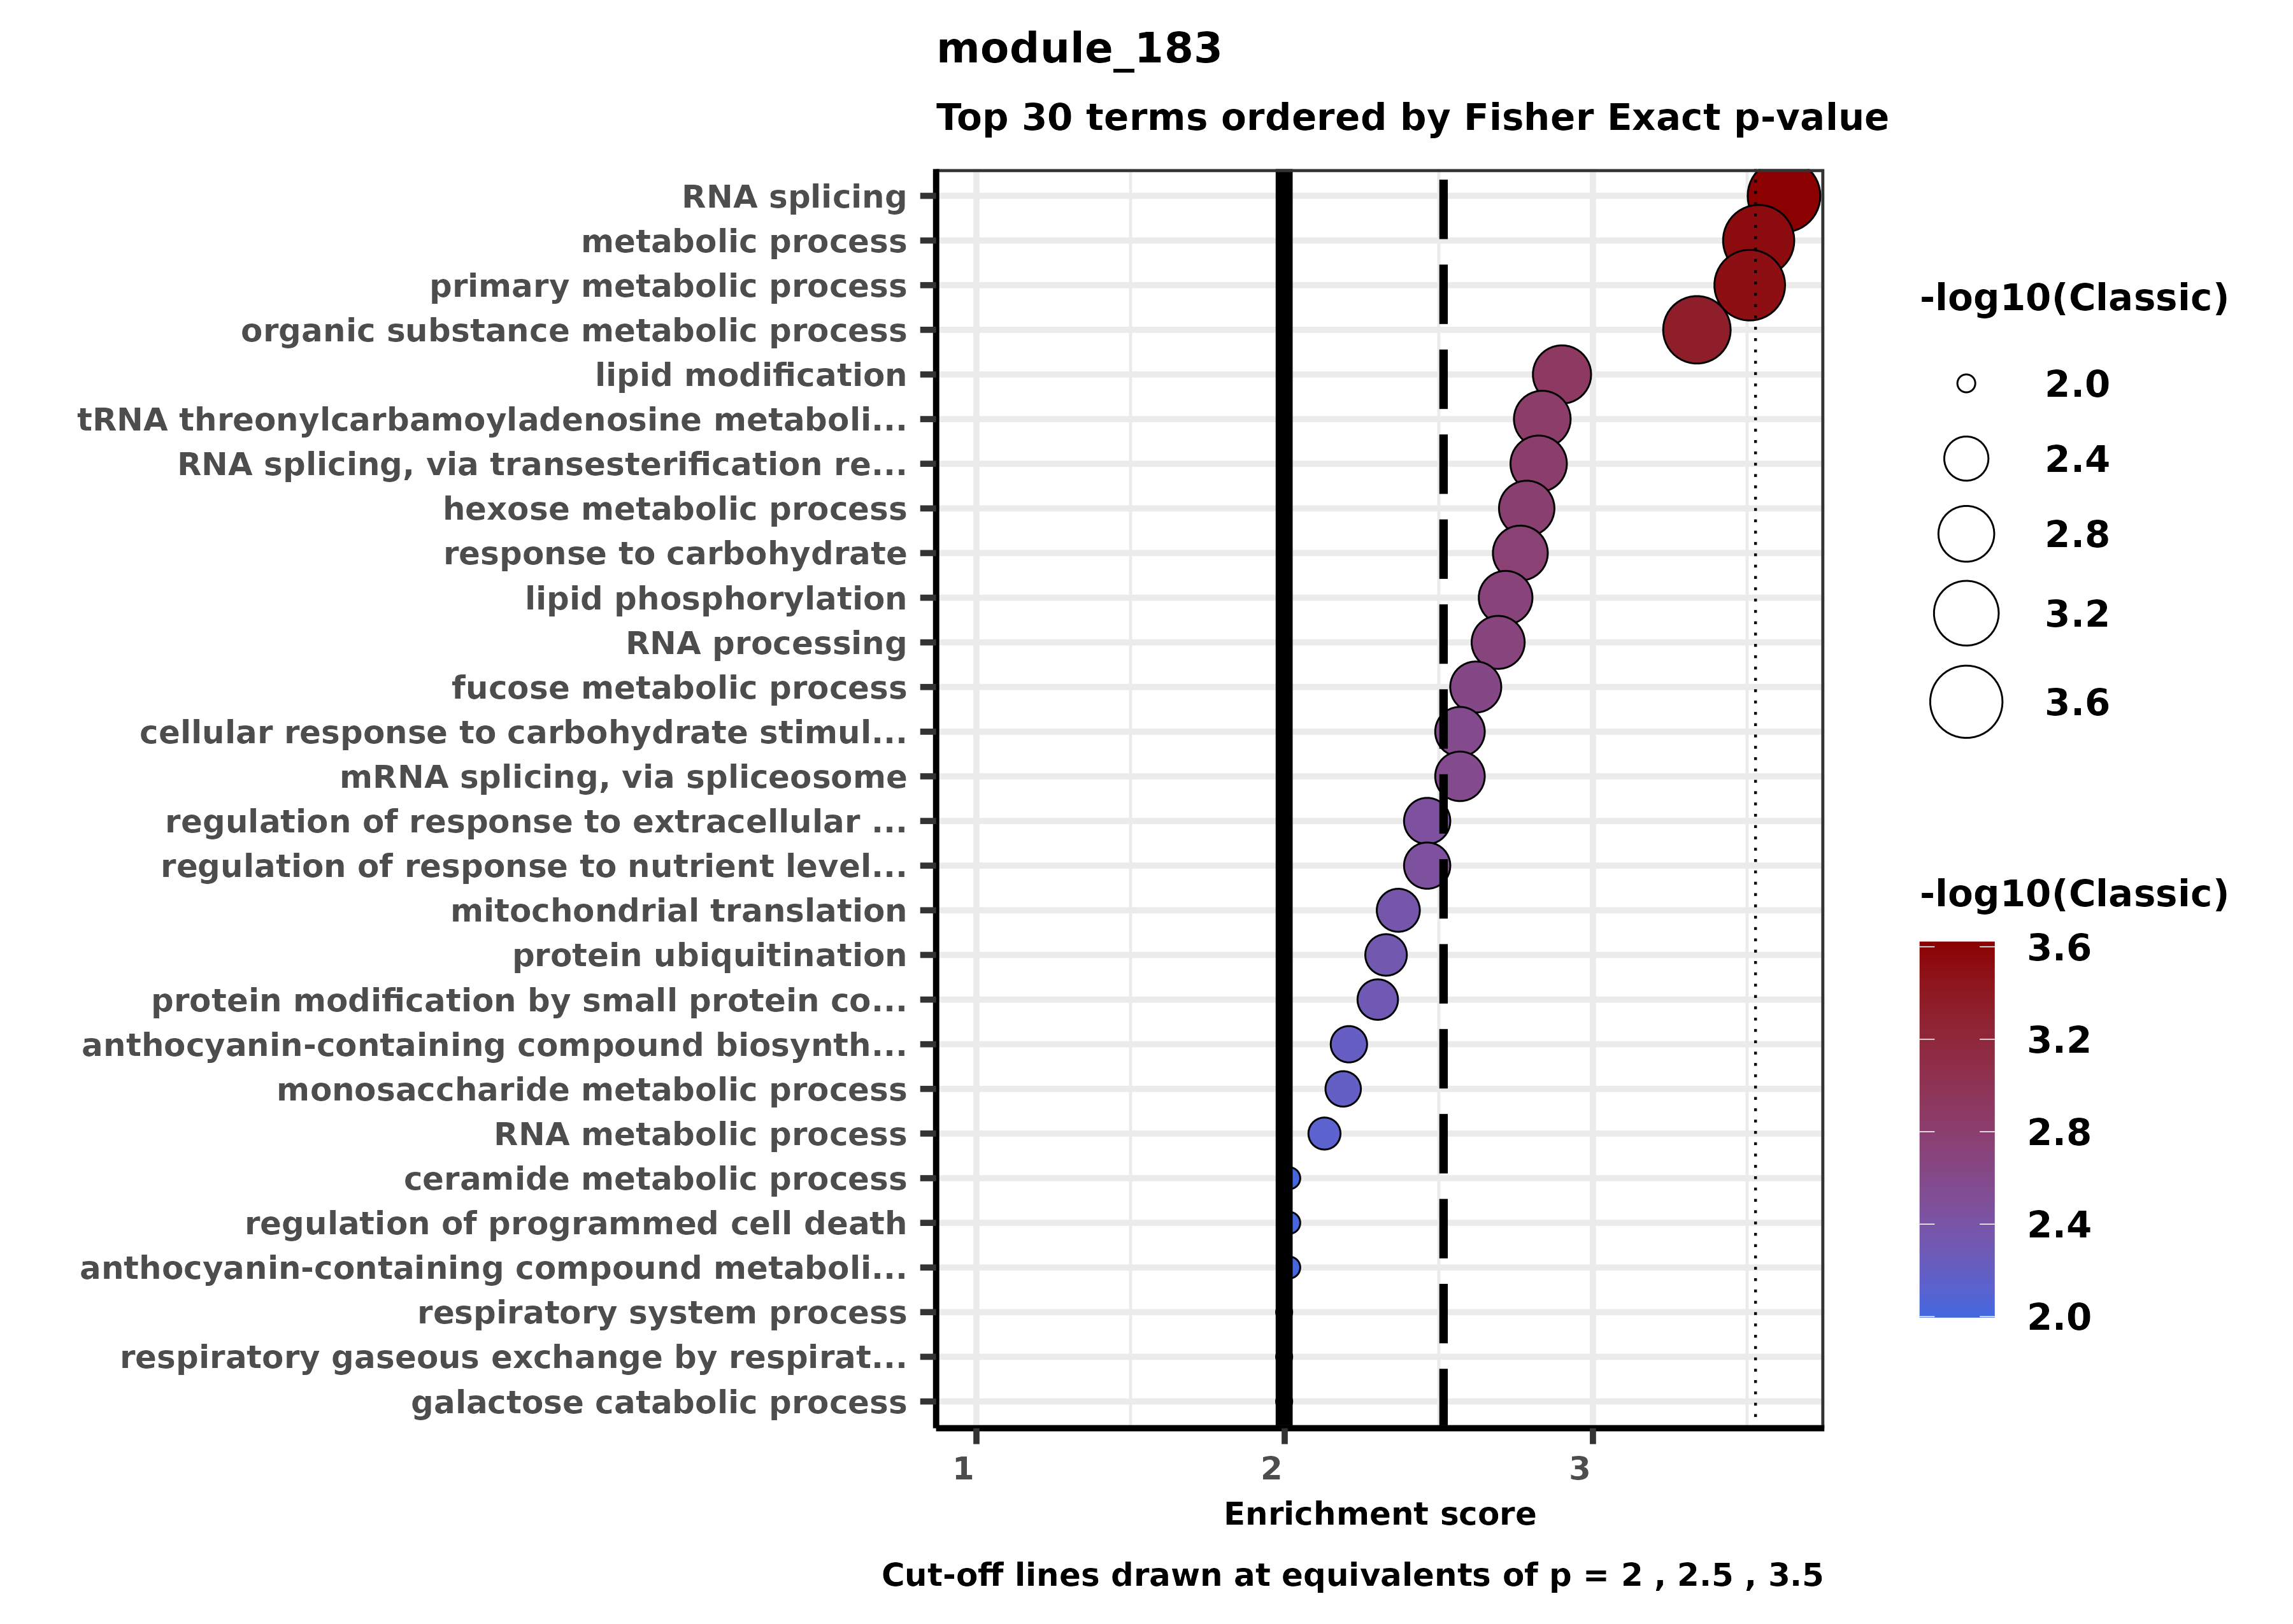 module_183
Top 30 terms ordered by Fisher Exact p-value
RNA splicing
metabolic process
primary metabolic process
organic substance metabolic process
lipid modification
tRNA threonylcarbamoyladenosine metaboli...
RNA splicing, via transesterification re...
hexose metabolic process
response to carbohydrate
lipid phosphorylation
RNA processing
fucose metabolic process
cellular response to carbohydrate stimul...
mRNA splicing, via spliceosome
regulation of response to extracellular ...
regulation of response to nutrient level...
mitochondrial translation
protein ubiquitination
protein modification by small protein co...
anthocyanin-containing compound biosynth...
monosaccharide metabolic process
RNA metabolic process
ceramide metabolic process
regulation of programmed cell death
anthocyanin-containing compound metaboli...
respiratory system process
respiratory gaseous exchange by respirat...
galactose catabolic process
1 2 3
Enrichment score
Cut-off lines drawn at equivalents of p = 2 , 2.5 , 3.5
-log10(Classic)
2.0
2.4
2.8
3.2
3.6
-log10(Classic)
3.6
3.2
2.8
2.4
2.0